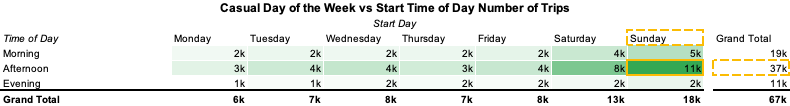 Casual Day of the Week vs Start Time of Day Number of Trips
Start Day
Time of Day Monday Tuesday Wednesday Thursday Friday Saturday Sunday Grand Total
Morning 2k 2k 2k 2k 2k 4k 5k 19k
Afternoon 3k 4k 4k 3k 4k 8k 11k 37k
Evening 1k 1k 2k 2k 2k 2k 2k 11k
Grand Total 6k 7k 8k 7k 8k 13k 18k 67k